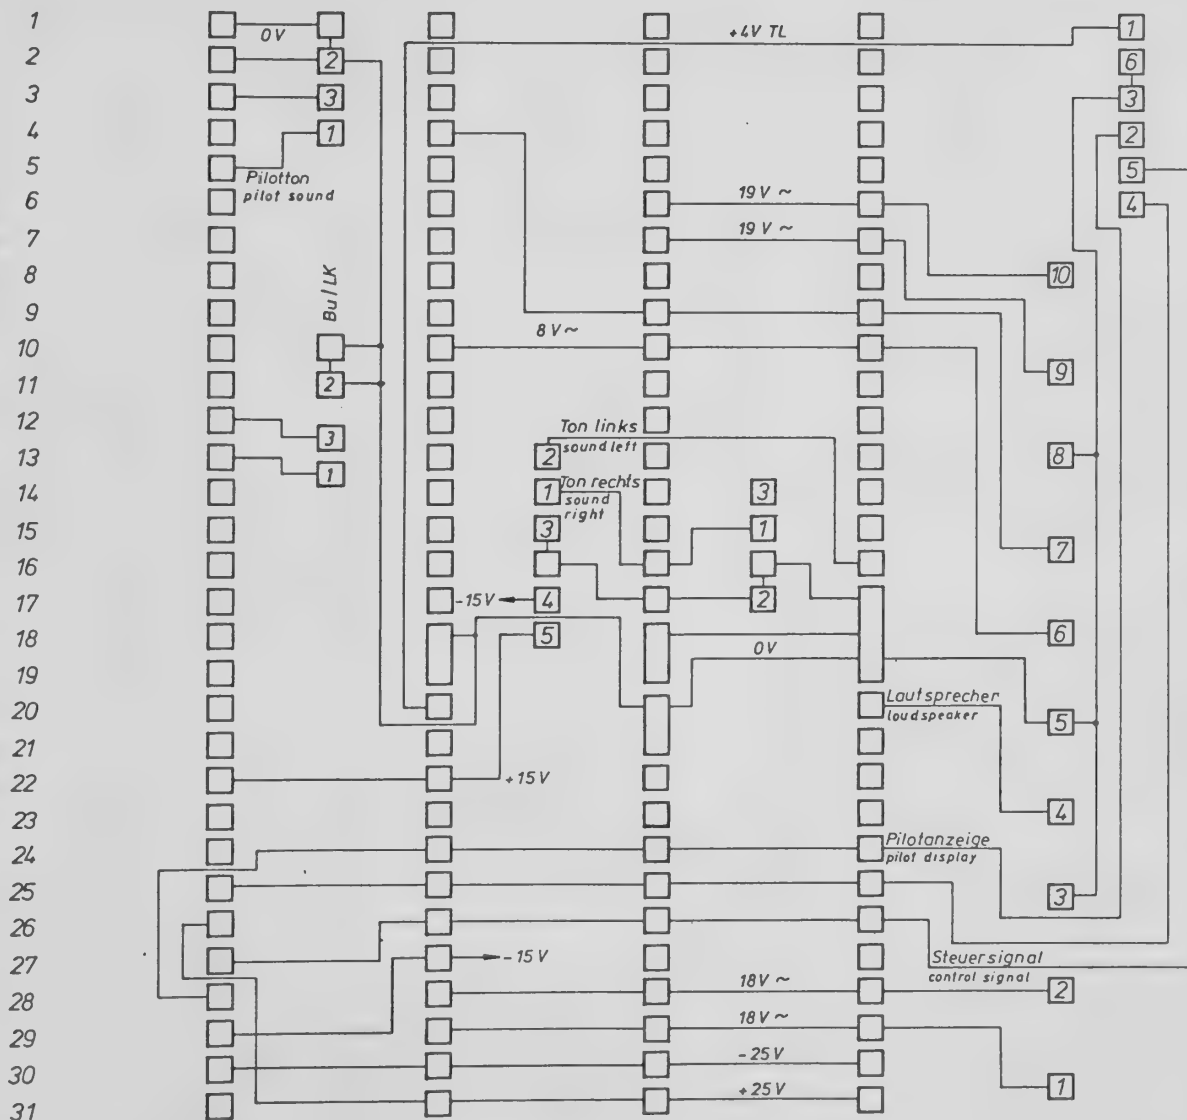 1 1
0V +4V TL
2 2 6
3 3 3
4 1 2
5 5
Pilotton
pilot sound
6 19 V ~ 4
7 19 V ~
8 Bu/LK 10
9
8 V ~
10
11 2 9
12 Ton links
3 sound left
13 2 8
1
14 1 Ton rechts 3
sound
right
15 3 1
7
16
17 -15V 4 2
18 5 6
0V
19
20 Lautsprecher
loudspeaker 5
21
22 +15V
23 4
24 Pilotanzeige
pilot display
25 3
26
27 -15V Steuersignal
control signal
28 18V ~ 2
29 18V ~
30 -25V
1
31 +25V